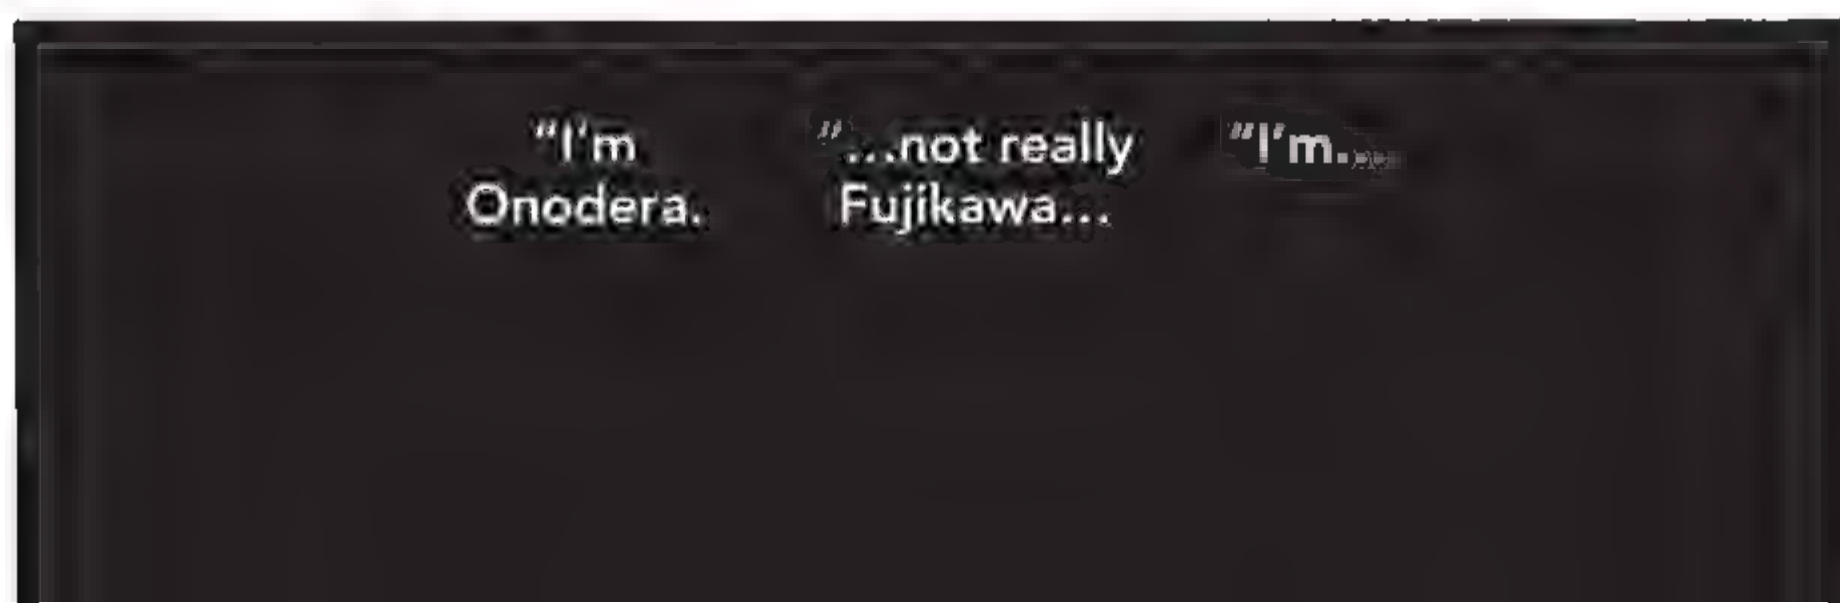 “I’m...
“...not really
Fujikawa...
“I’m
Onodera.